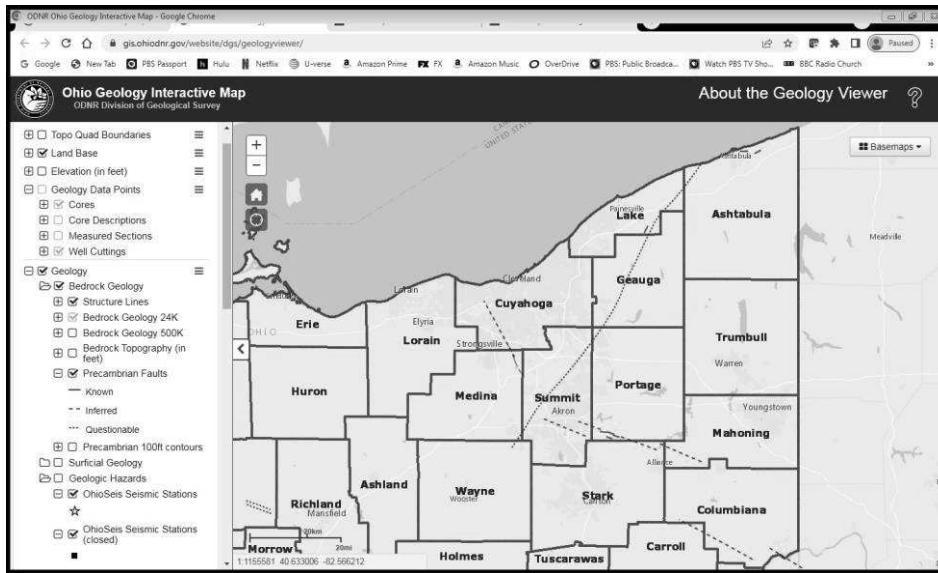 ODNR Ohio Geology Interactive Map - Google Chrome
gis.ohiodnr.gov/website/dgs/geologyviewer/
Paused
Google New Tab PBS Passport Hulu Netflix U-verse Amazon Prime FX FX Amazon Music OverDrive PBS: Public Broadca... Watch PBS TV Sho... BBC Radio Church »
Ohio Geology Interactive Map
ODNR Division of Geological Survey
About the Geology Viewer ?
Topo Quad Boundaries
Land Base
Elevation (in feet)
Geology Data Points
Cores
Core Descriptions
Measured Sections
Well Cuttings
Geology
Bedrock Geology
Structure Lines
Bedrock Geology 24K
Bedrock Geology 500K
Bedrock Topography (in
feet)
Precambrian Faults
Known
Inferred
Questionable
Precambrian 100ft contours
Surficial Geology
Geologic Hazards
OhioSeis Seismic Stations
OhioSeis Seismic Stations
(closed)
+
−
Basemaps
UNITED STATES
Ashtabula
Painesville
Lake
Ashtabula
Meadville
Cleveland
Geauga
Lorain
Cuyahoga
Erie
OHIO
Elyria
Lorain
Strongsville
Trumbull
Warren
Huron
Medina
Summit
Portage
Akron
Youngstown
Mahoning
Alliance
Ashland
Wayne
Wooster
Stark
Canton
Richland
Mansfield
Columbiana
20km
20mi
Morrow
Holmes
Tuscarawas
Carroll
1:1155581 40.633006 -82.566212